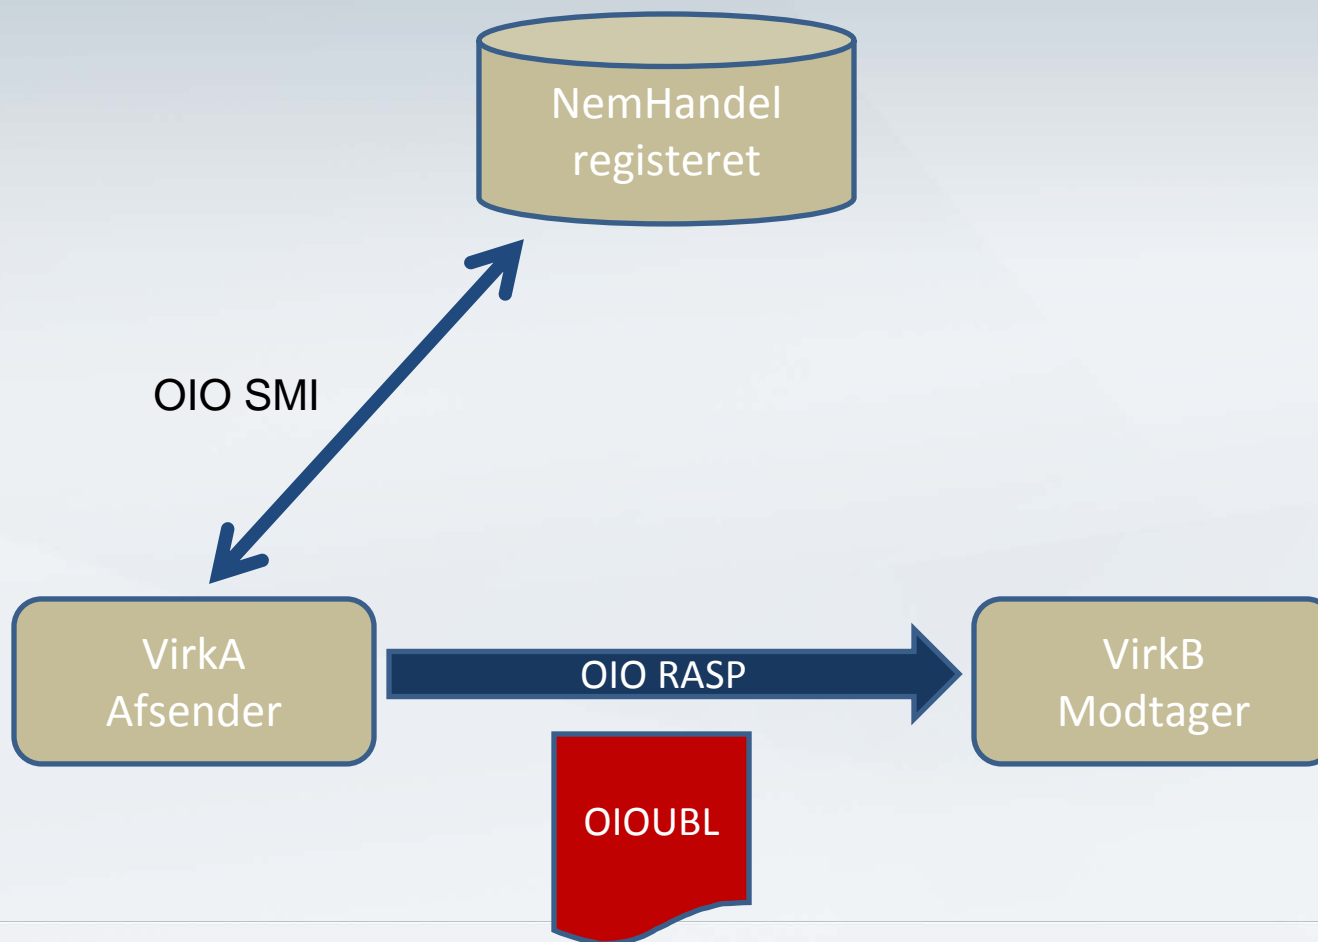 NemHandel
registeret
OIO SMI
VirkA
Afsender
OIO RASP
VirkB
Modtager
OIOUBL